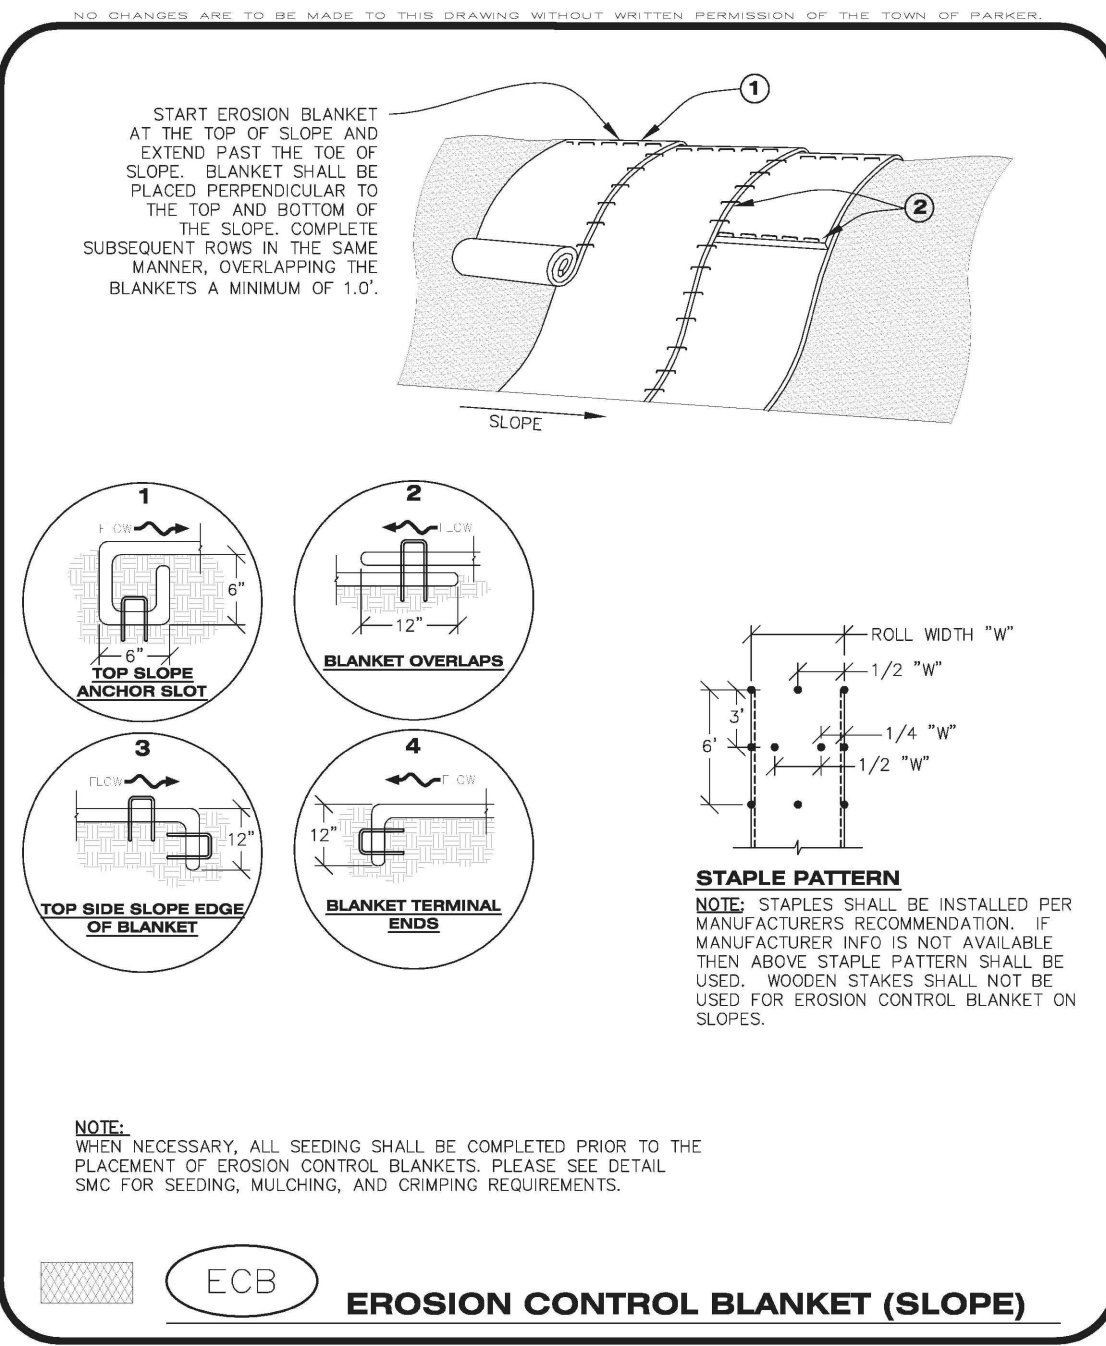 NO CHANGES ARE TO BE MADE TO THIS DRAWING WITHOUT WRITTEN PERMISSION OF THE TOWN OF PARKER.
START EROSION BLANKET
AT THE TOP OF SLOPE AND
EXTEND PAST THE TOE OF
SLOPE. BLANKET SHALL BE
PLACED PERPENDICULAR TO
THE TOP AND BOTTOM OF
THE SLOPE. COMPLETE
SUBSEQUENT ROWS IN THE SAME
MANNER, OVERLAPPING THE
BLANKETS A MINIMUM OF 1.0'.
1
2
SLOPE
1
FLOW
6"
6"
TOP SLOPE
ANCHOR SLOT
2
FLOW
12"
BLANKET OVERLAPS
3
FLOW
12"
TOP SIDE SLOPE EDGE
OF BLANKET
4
FLOW
12"
BLANKET TERMINAL
ENDS
ROLL WIDTH "W"
1/2 "W"
3'
6'
1/4 "W"
1/2 "W"
STAPLE PATTERN
NOTE: STAPLES SHALL BE INSTALLED PER
MANUFACTURERS RECOMMENDATION. IF
MANUFACTURER INFO IS NOT AVAILABLE
THEN ABOVE STAPLE PATTERN SHALL BE
USED. WOODEN STAKES SHALL NOT BE
USED FOR EROSION CONTROL BLANKET ON
SLOPES.
NOTE:
WHEN NECESSARY, ALL SEEDING SHALL BE COMPLETED PRIOR TO THE
PLACEMENT OF EROSION CONTROL BLANKETS. PLEASE SEE DETAIL
SMC FOR SEEDING, MULCHING, AND CRIMPING REQUIREMENTS.
ECB
EROSION CONTROL BLANKET (SLOPE)